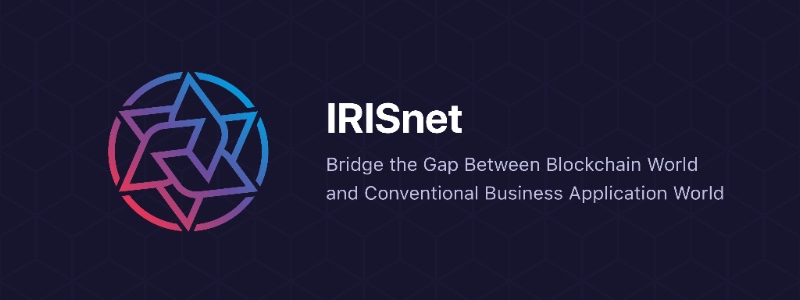 IRISnet
Bridge the Gap Between Blockchain World
and Conventional Business Application World